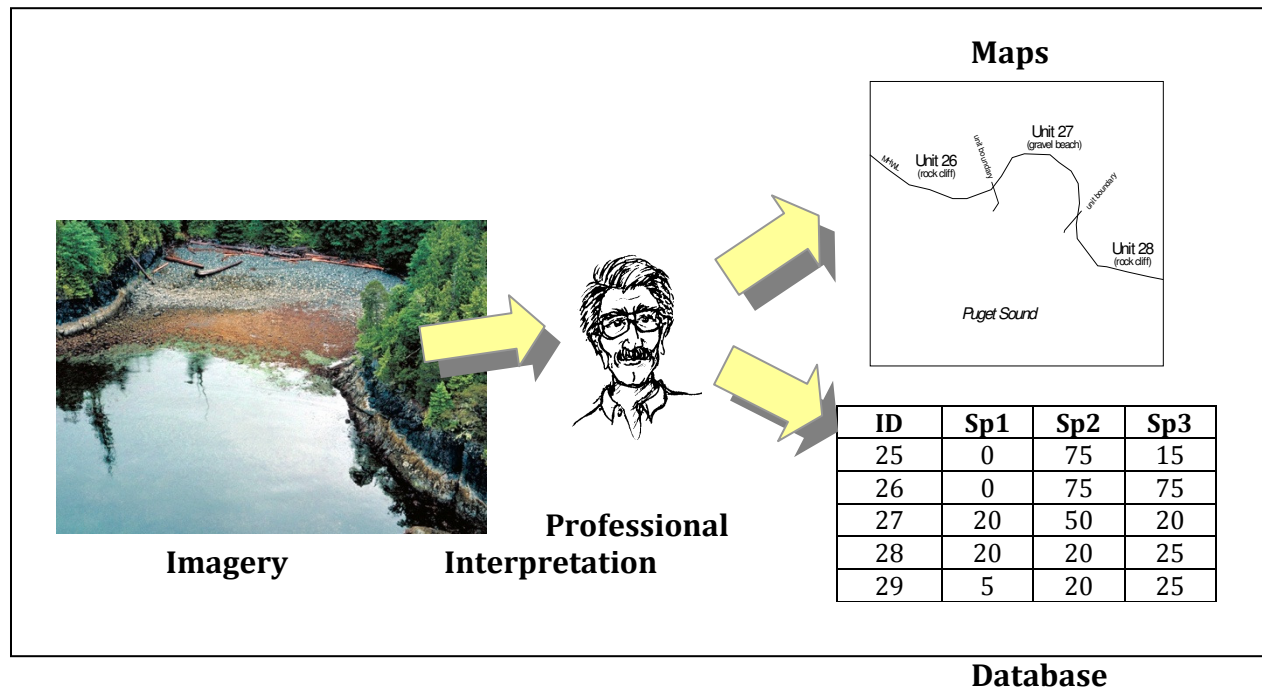 Maps
Unit 27
(gravel beach)
unit boundary
MHWL
Unit 26
(rock cliff)
unit boundary
Unit 28
(rock cliff)
Puget Sound
Professional
Imagery Interpretation
ID Sp1 Sp2 Sp3
25 0 75 15
26 0 75 75
27 20 50 20
28 20 20 25
29 5 20 25
Database